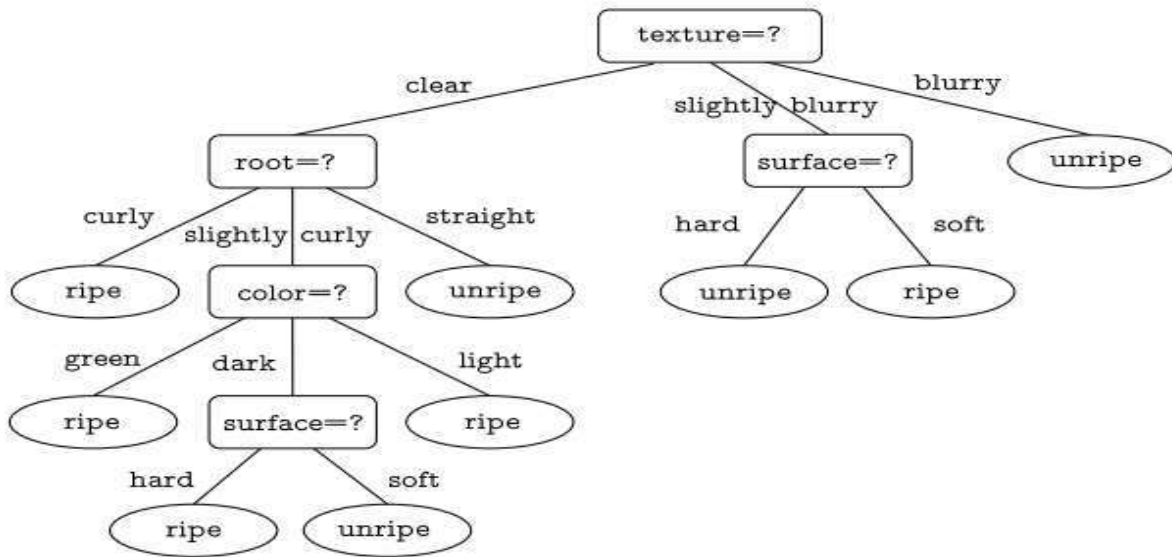 texture=?
clear
slightly blurry
blurry
root=?
surface=?
unripe
curly
slightly curly
straight
hard
soft
ripe
color=?
unripe
unripe
ripe
green
dark
light
ripe
surface=?
ripe
hard
soft
ripe
unripe